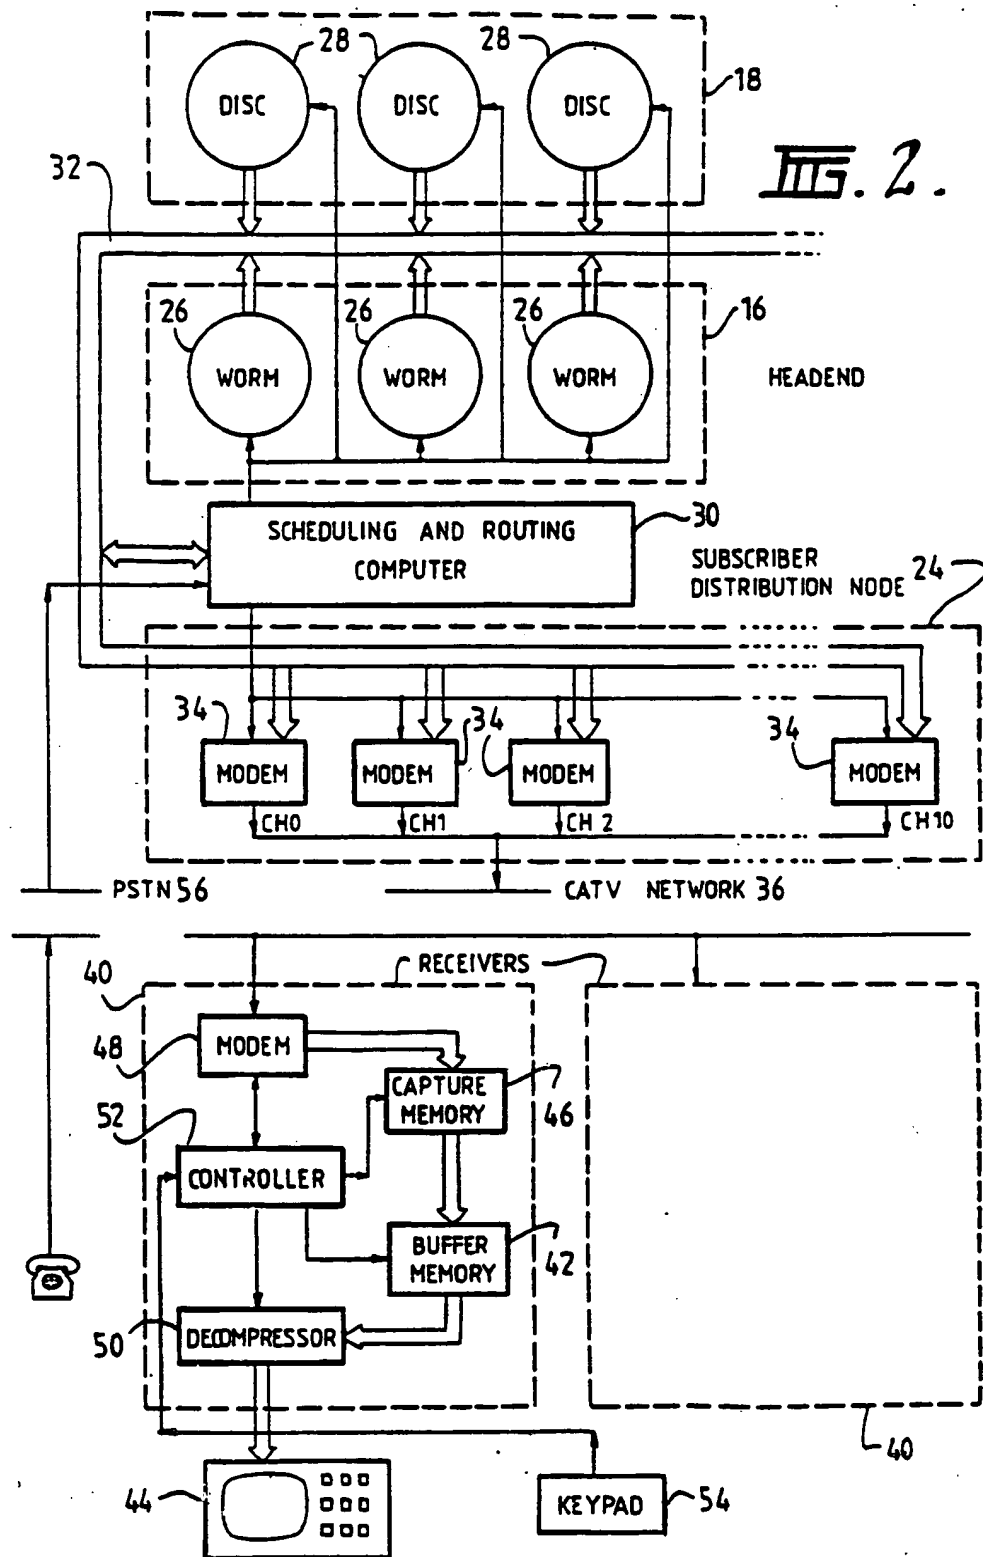 28 28
DISC DISC DISC
18
32
FIG. 2.
26 26 26
16
WORM WORM WORM
HEADEND
SCHEDULING AND ROUTING
COMPUTER
30
SUBSCRIBER
DISTRIBUTION NODE
24
34 34 34 34
MODEM MODEM MODEM MODEM
CH0 CH1 CH2 CH10
PSTN 56
CATV NETWORK 36
40
RECEIVERS
48
MODEM
CAPTURE
MEMORY
46
52
CONTROLLER
BUFFER
MEMORY
42
50
DECOMPRESSOR
40
44
KEYPAD
54